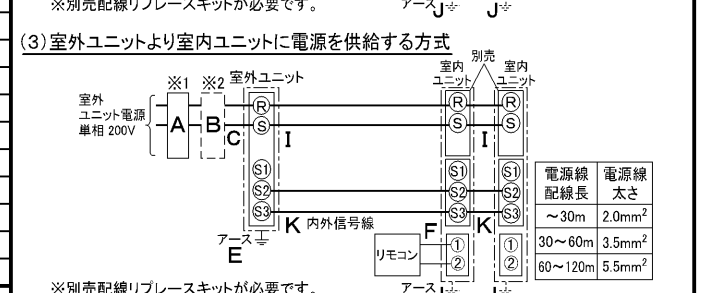 ※別売配線リプレースキットが必要です。
アース J J
(3)室外ユニットより室内ユニットに電源を供給する方式
別売
※1 ※2 室外ユニット
室内ユニット
室内ユニット
室外
ユニット電源
単相 200V
A B C
R R R
S S S
I I
S1 S1 S1
S2 S2 S2
S3 S3 S3
K 内外信号線 F K
アース
E
リモコン
① ①
② ②
電源線配線長 電源線太さ
～30m 2.0mm²
30～60m 3.5mm²
60～120m 5.5mm²
※別売配線リプレースキットが必要です。
アース